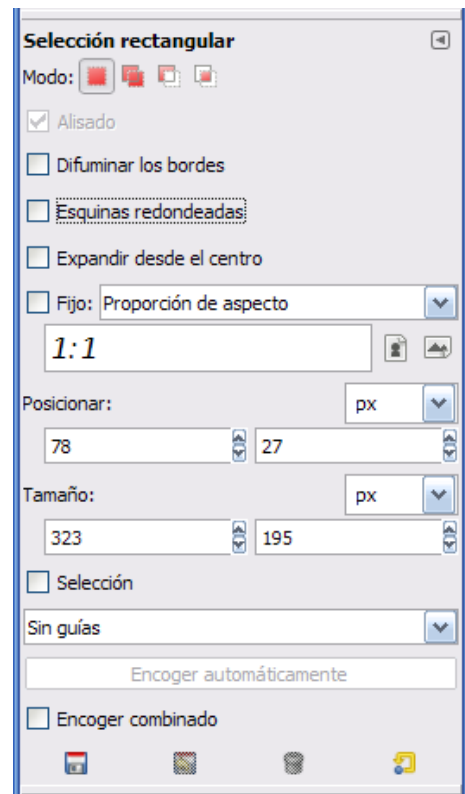 Selección rectangular
Modo:
Alisado
Difuminar los bordes
Esquinas redondeadas
Expandir desde el centro
Fijo: Proporción de aspecto
1:1
Posicionar: px
78 27
Tamaño: px
323 195
Selección
Sin guías
Encoger automáticamente
Encoger combinado